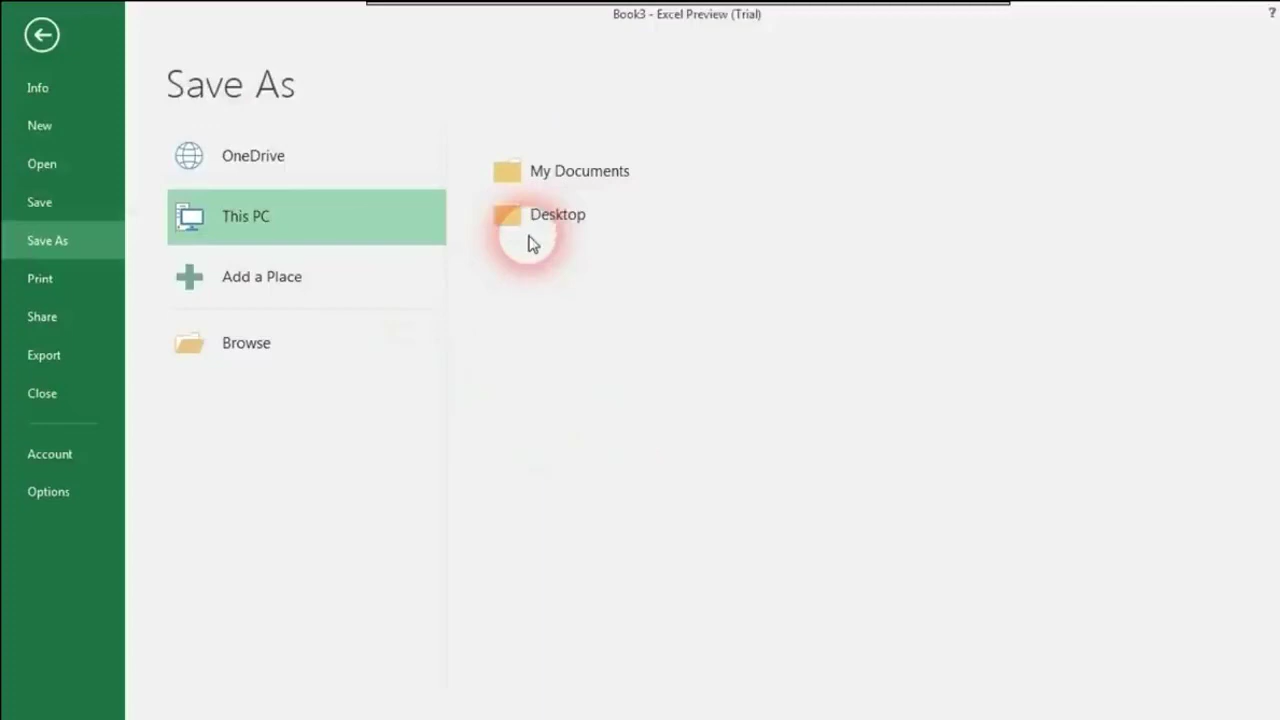 Book3 - Excel Preview (Trial)
?
Info
New
Open
Save
Save As
Print
Share
Export
Close
Account
Options
Save As
OneDrive
This PC
Add a Place
Browse
My Documents
Desktop